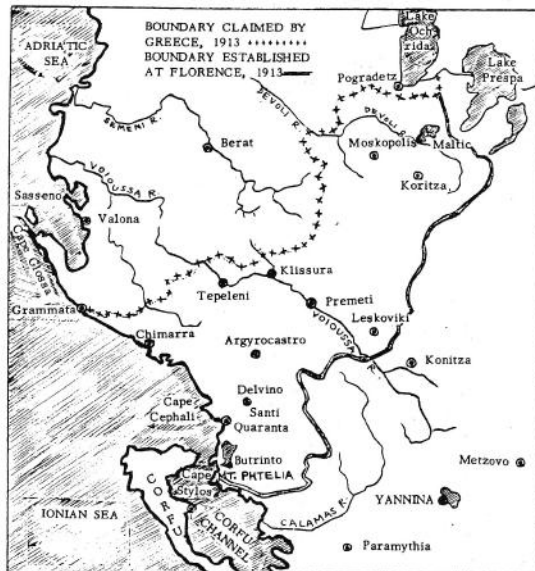 BOUNDARY CLAIMED BY
GREECE, 1913 +++++++++
BOUNDARY ESTABLISHED
AT FLORENCE, 1913
Lake
Och
rida
ADRIATIC
SEA
Lake
Prespa
Pogradetz
DEVOLI R.
SEMENI R.
DEVOLI R.
Berat
Moskopolis
Maltic
VOIOUSSA R.
Koritza
Sasseno
Valona
Cape Glossa
Klissura
Tepeleni
Premeti
Grammata
VOIOUSSA R.
Leskoviki
Chimarra
Argyrocastro
Konitza
Cape
Cephali
Delvino
Santi
Quaranta
Butrinto
Metzovo
Cape
Stylos
MT. PHTELIA
CORFU
YANNINA
IONIAN SEA
CORFU
CHANNEL
CALAMAS R.
Paramythia